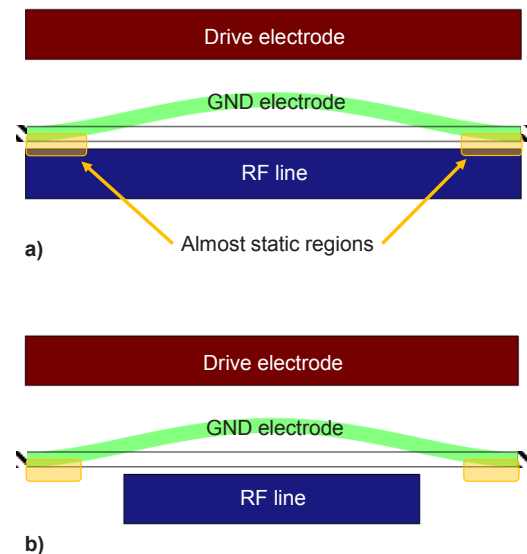 Drive electrode
GND electrode
RF line
Almost static regions
a)
Drive electrode
GND electrode
RF line
b)